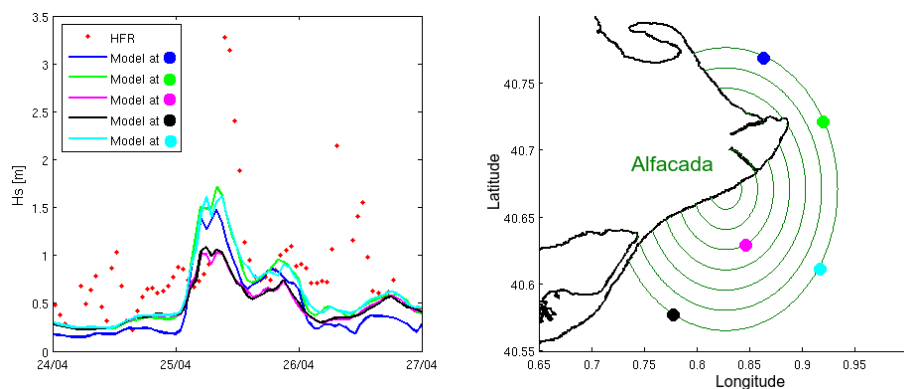 3.5
3
2.5
2
1.5
1
0.5
0
Hs [m]
HFR
Model at
Model at
Model at
Model at
Model at
24/04 25/04 26/04 27/04
40.75
40.7
40.65
40.6
40.55
Latitude
Alfacada
0.65 0.6 0.7 0.75 0.8 0.85 0.9 0.95
Longitude